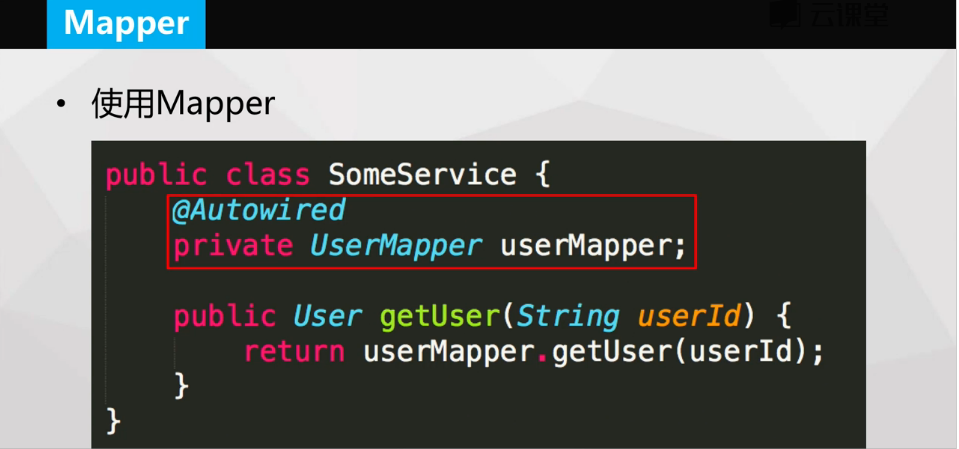 Mapper
云课堂
• 使用Mapper
public class SomeService {
@Autowired
private UserMapper userMapper;
public User getUser(String userId) {
return userMapper.getUser(userId);
}
}